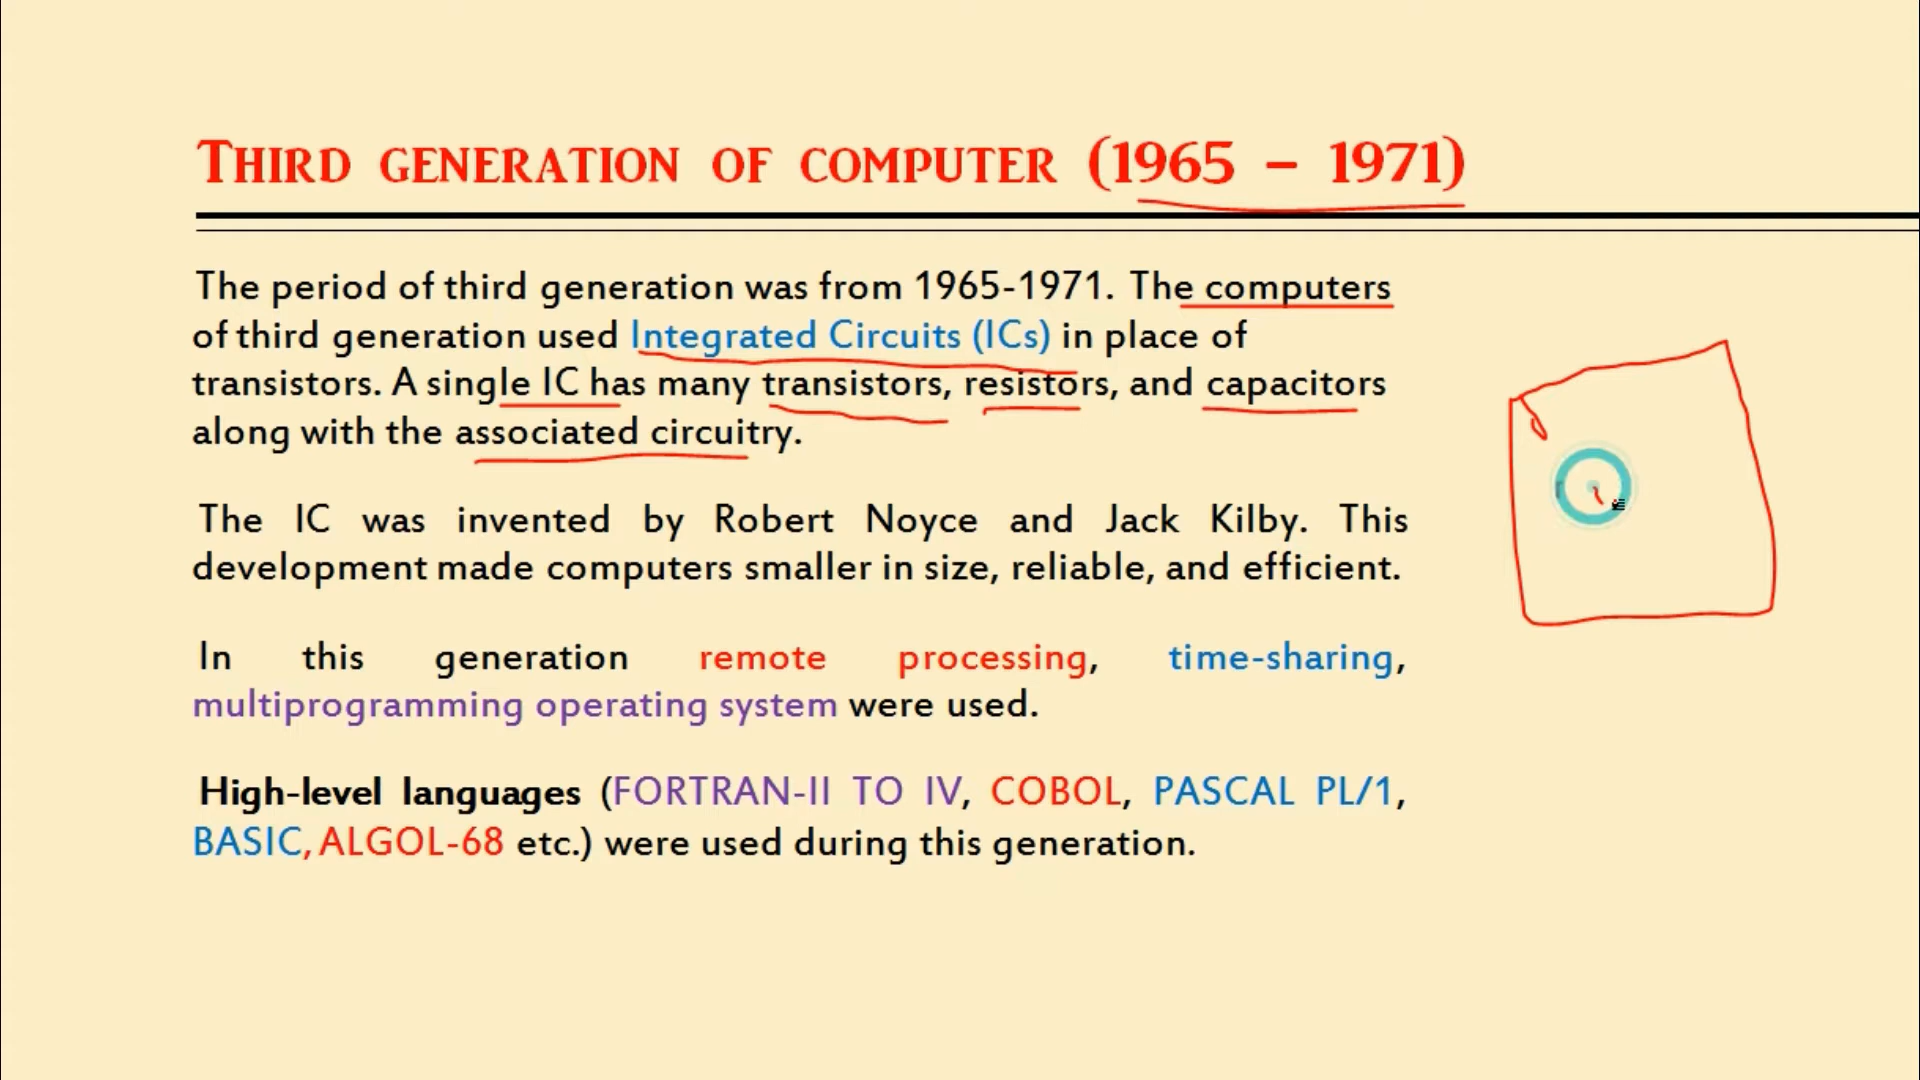 THIRD GENERATION OF COMPUTER (1965 – 1971)
The period of third generation was from 1965-1971. The computers
of third generation used Integrated Circuits (ICs) in place of
transistors. A single IC has many transistors, resistors, and capacitors
along with the associated circuitry.
The IC was invented by Robert Noyce and Jack Kilby. This
development made computers smaller in size, reliable, and efficient.
In this generation remote processing, time-sharing,
multiprogramming operating system were used.
High-level languages (FORTRAN-II TO IV, COBOL, PASCAL PL/1,
BASIC, ALGOL-68 etc.) were used during this generation.